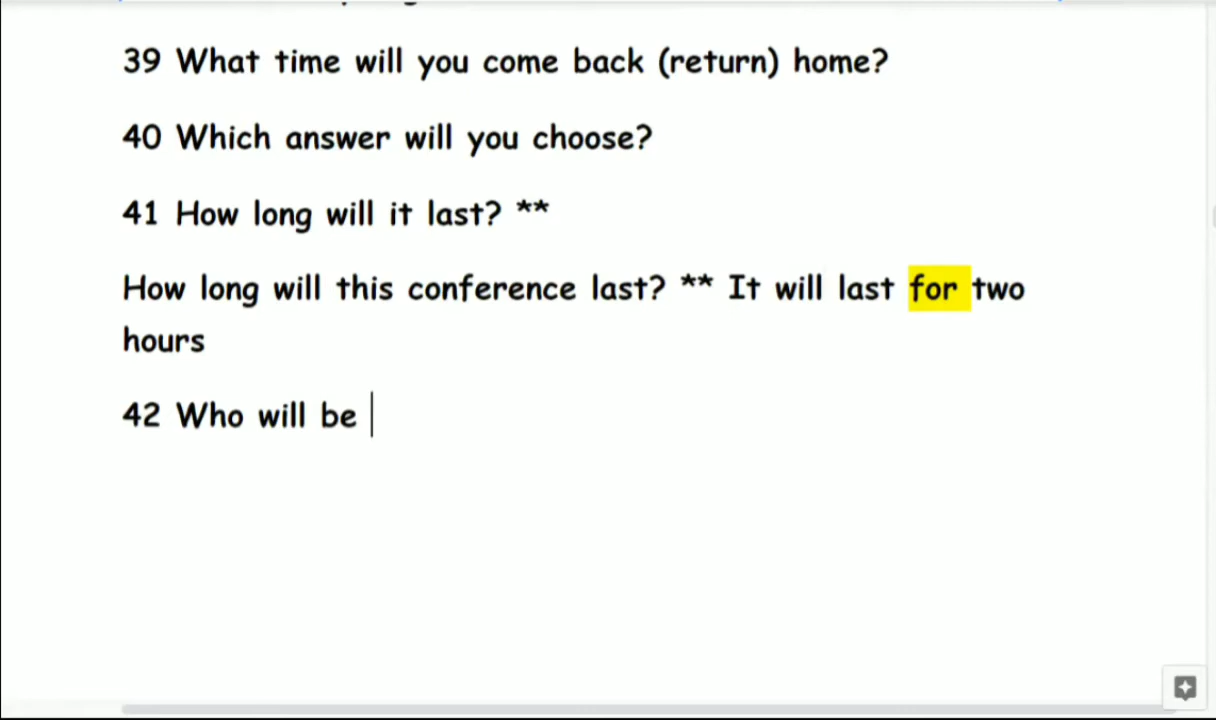 39 What time will you come back (return) home?
40 Which answer will you choose?
41 How long will it last? **
How long will this conference last? ** It will last for two
hours
42 Who will be